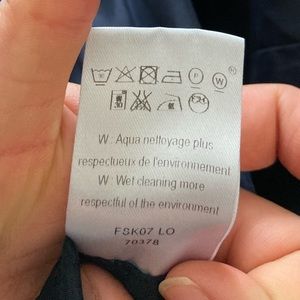 W : Aqua nettoyage plus
respectueux de l'environnement
W : Wet cleaning more
respectful of the environment
FSK07 LO
70378